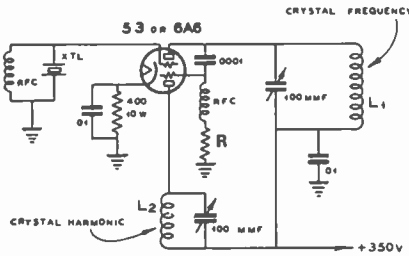 CRYSTAL FREQUENCY
53 OR 6A6
XTL
RFC
.0001
.01
400
10 W
RFC
R
100 MMF
L1
.01
L2
100 MMF
CRYSTAL HARMONIC
+350V